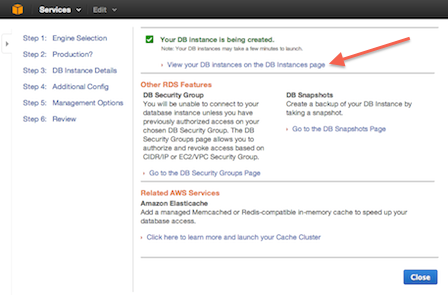 Services
Edit
Step 1: Engine Selection
Step 2: Production?
Step 3: DB Instance Details
Step 4: Additional Config
Step 5: Management Options
Step 6: Review
Your DB Instance is being created.
Note: Your DB Instances may take a few minutes to launch.
View your DB instances on the DB Instances page
Other RDS Features
DB Security Group
You will be unable to connect to your
database instance unless you have
previously authorized access on your
chosen DB Security Group. The DB
Security Groups page allows you to
authorize and revoke access based on
CIDR/IP or EC2/VPC Security Group.
Go to the DB Security Groups Page
DB Snapshots
Create a backup of your DB Instance by
taking a snapshot.
Go to the DB Snapshots Page
Related AWS Services
Amazon Elasticache
Add a managed Memcached or Redis-compatible in-memory cache to speed up your
database access.
Click here to learn more and launch your Cache Cluster
Close